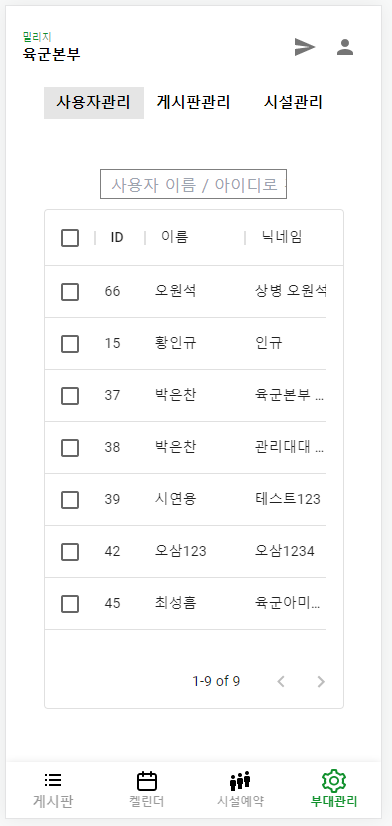 밀리지
육군본부
사용자관리 게시판관리 시설관리
사용자 이름 / 아이디로
ID 이름 닉네임
66 오원석 상병 오원석
15 황인규 인규
37 박은찬 육군본부 ...
38 박은찬 관리대대 ...
39 시연용 테스트123
42 오삼123 오삼1234
45 최성흠 육군아미...
1-9 of 9
게시판 켈린더 시설예약 부대관리